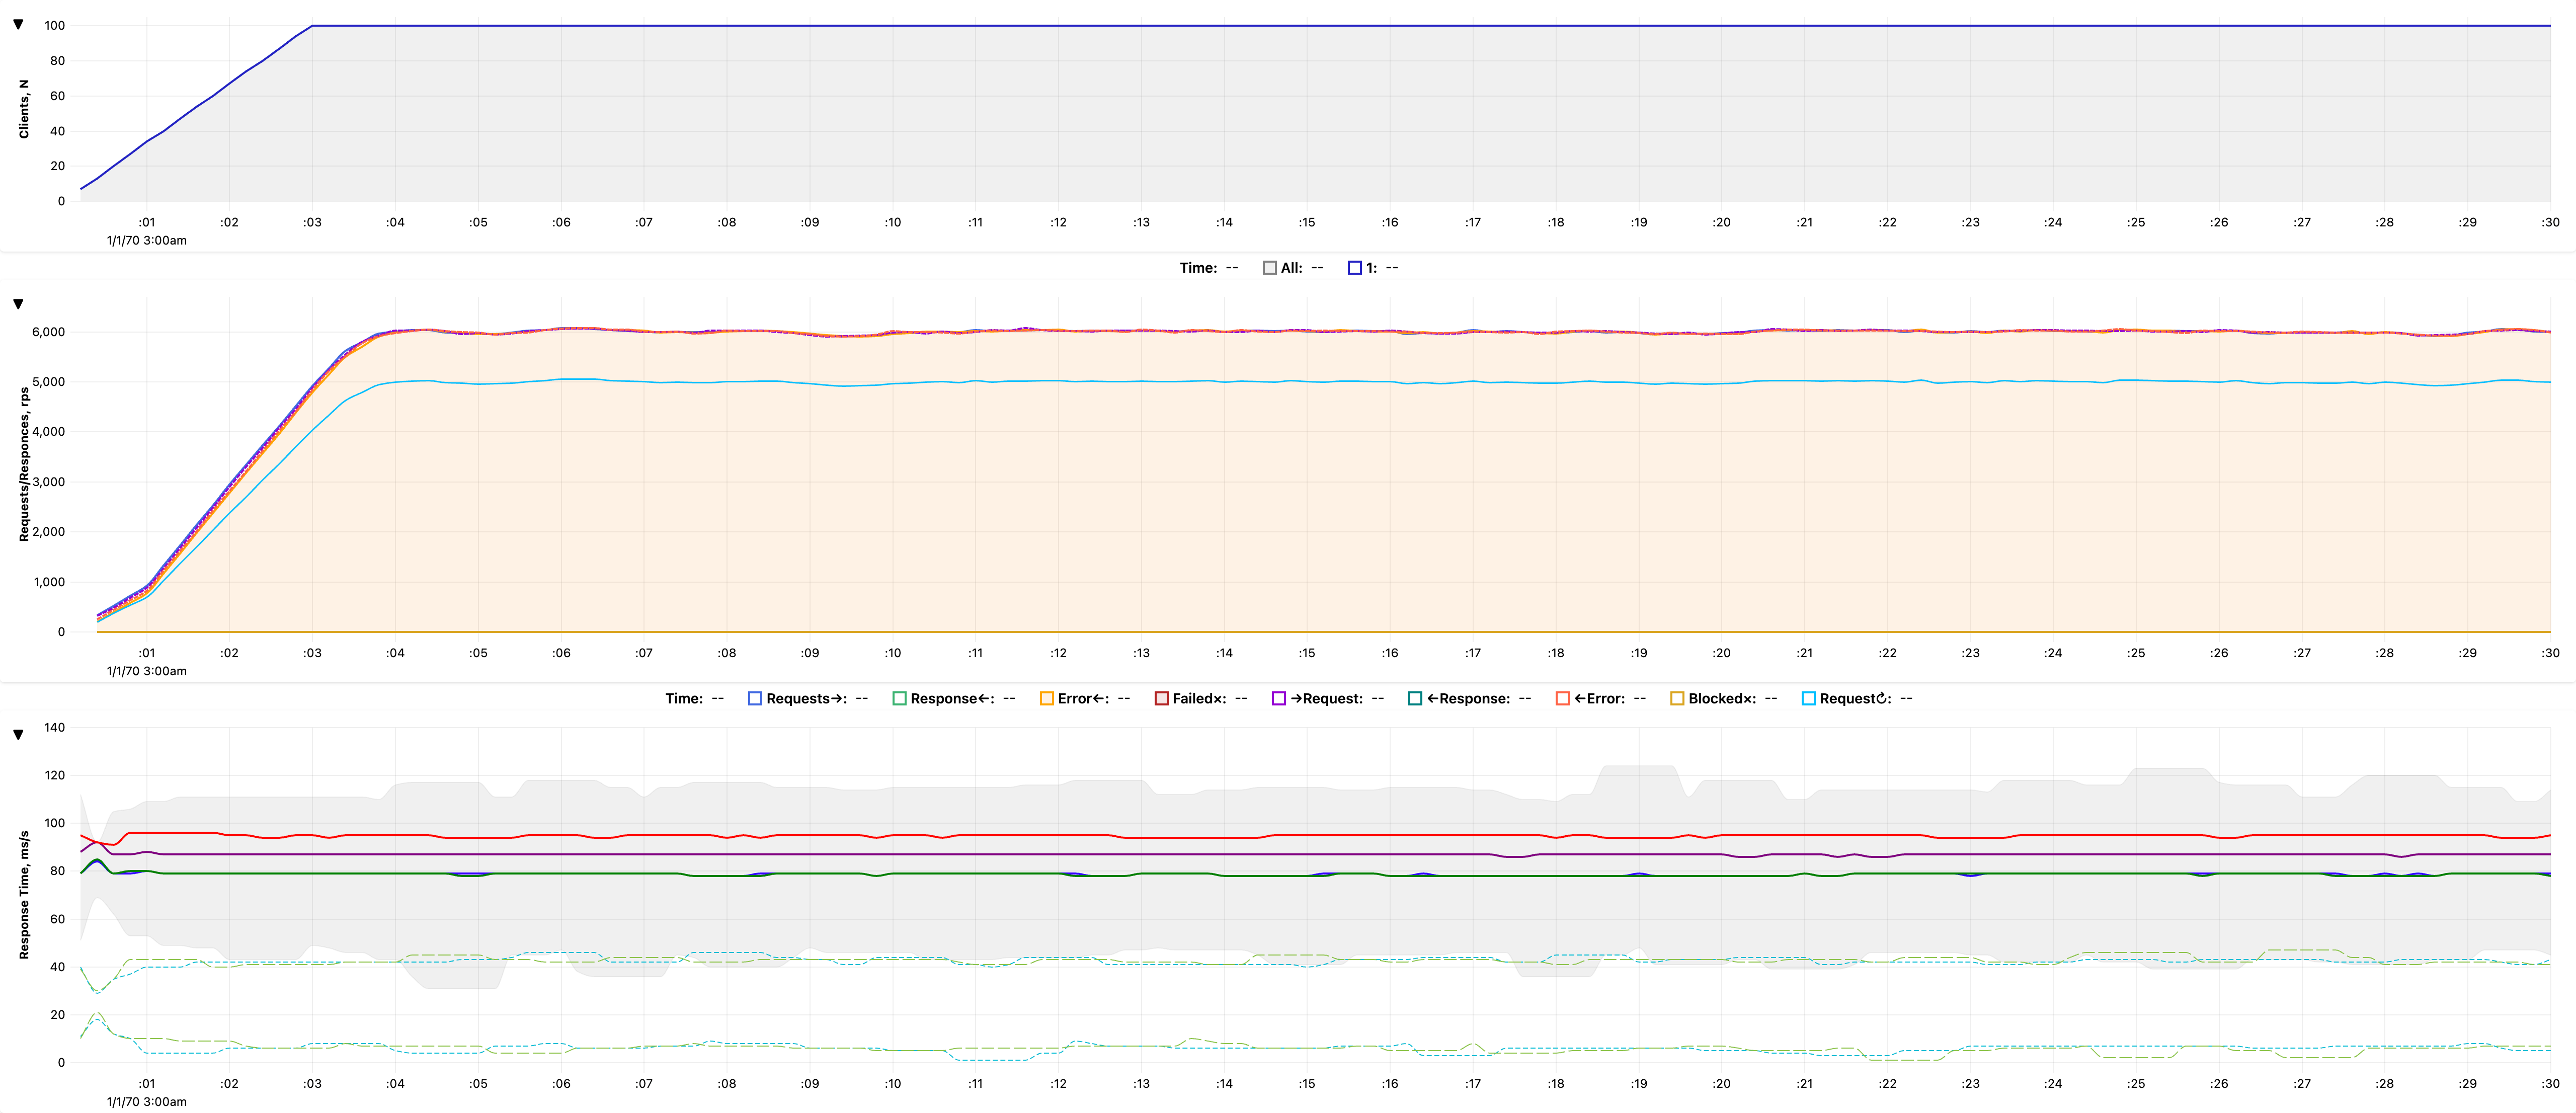 ▼
Clients, N
100
80
60
40
20
0
:01 :02 :03 :04 :05 :06 :07 :08 :09 :10 :11 :12 :13 :14 :15 :16 :17 :18 :19 :20 :21 :22 :23 :24 :25 :26 :27 :28 :29 :30
1/1/70 3:00am
Time: -- All: -- 1: --
▼
Requests/Responces, rps
6,000
5,000
4,000
3,000
2,000
1,000
0
:01 :02 :03 :04 :05 :06 :07 :08 :09 :10 :11 :12 :13 :14 :15 :16 :17 :18 :19 :20 :21 :22 :23 :24 :25 :26 :27 :28 :29 :30
1/1/70 3:00am
Time: -- Requests→: -- Response←: -- Error←: -- Failed×: -- →Request: -- ←Response: -- ←Error: -- Blocked×: -- Request↻: --
▼
Response Time, ms/s
140
120
100
80
60
40
20
0
:01 :02 :03 :04 :05 :06 :07 :08 :09 :10 :11 :12 :13 :14 :15 :16 :17 :18 :19 :20 :21 :22 :23 :24 :25 :26 :27 :28 :29 :30
1/1/70 3:00am